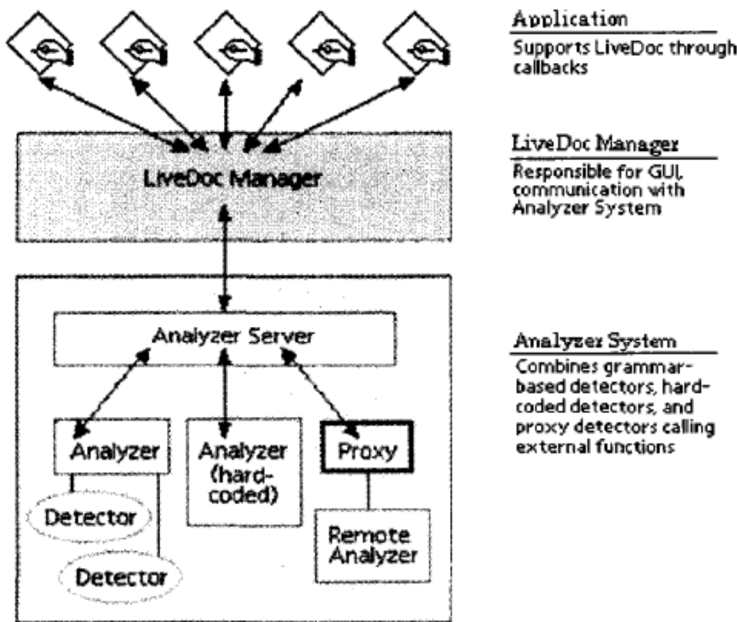 Application
Supports LiveDoc through
callbacks
LiveDoc Manager
LiveDoc Manager
Responsible for GUI,
communication with
Analyzer System
Analyzer Server
Analyzer
Analyzer
(hard-
coded)
Proxy
Detector
Detector
Remote
Analyzer
Analyzer System
Combines grammar-
based detectors, hard-
coded detectors, and
proxy detectors calling
external functions